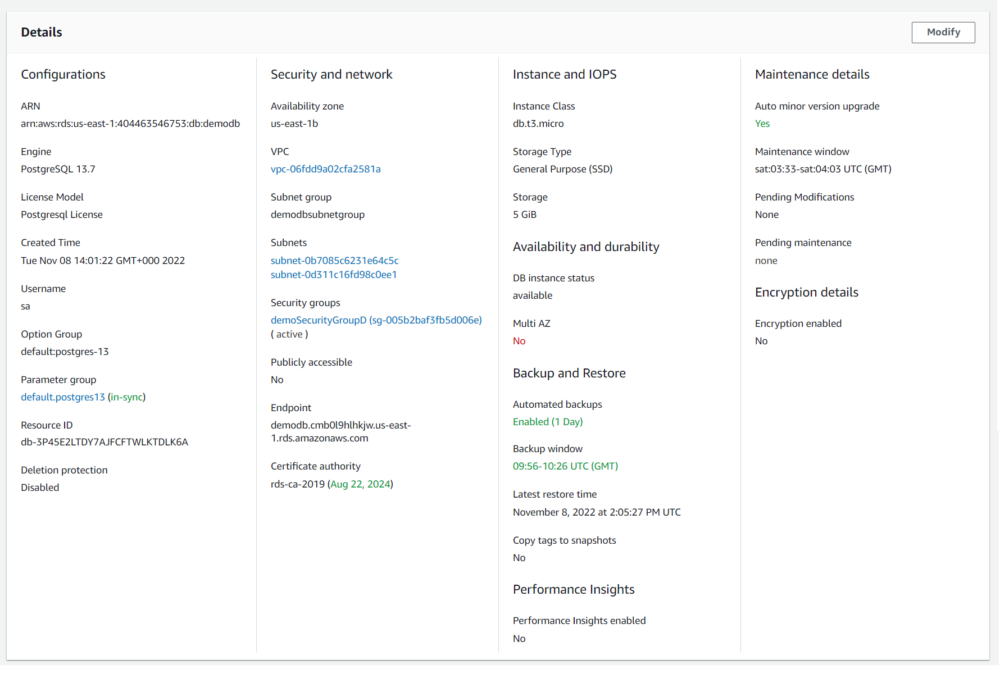 Details
Modify
Configurations
ARN
arn:aws:rds:us-east-1:404463546753:db:demodb
Engine
PostgreSQL 13.7
License Model
Postgresql License
Created Time
Tue Nov 08 14:01:22 GMT+000 2022
Username
sa
Option Group
default:postgres-13
Parameter group
default.postgres13 (in-sync)
Resource ID
db-3P45E2LTDY7AJFCFTWLKTDLK6A
Deletion protection
Disabled
Security and network
Availability zone
us-east-1b
VPC
vpc-06fdd9a02cfa2581a
Subnet group
demodbsubnetgroup
Subnets
subnet-0b7085c6231e64c5c
subnet-0d311c16fd98c0ee1
Security groups
demoSecurityGroupD (sg-005b2baf3fb5d006e)
( active )
Publicly accessible
No
Endpoint
demodb.cmb0l9hlhkjw.us-east-
1.rds.amazonaws.com
Certificate authority
rds-ca-2019 (Aug 22, 2024)
Instance and IOPS
Instance Class
db.t3.micro
Storage Type
General Purpose (SSD)
Storage
5 GiB
Availability and durability
DB instance status
available
Multi AZ
No
Backup and Restore
Automated backups
Enabled (1 Day)
Backup window
09:56-10:26 UTC (GMT)
Latest restore time
November 8, 2022 at 2:05:27 PM UTC
Copy tags to snapshots
No
Performance Insights
Performance Insights enabled
No
Maintenance details
Auto minor version upgrade
Yes
Maintenance window
sat:03:33-sat:04:03 UTC (GMT)
Pending Modifications
None
Pending maintenance
none
Encryption details
Encryption enabled
No